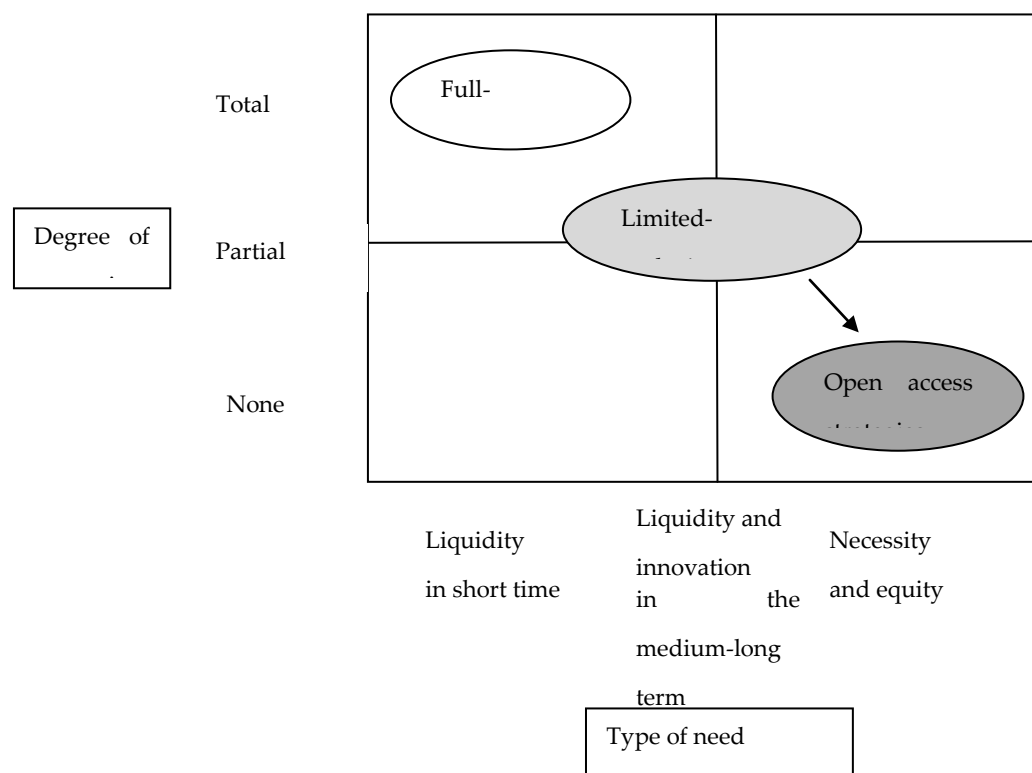 Full-
Total
Limited-
Degree of
Partial
Open access
None
Liquidity
in short time
Liquidity and
innovation
in the
medium-long
term
Necessity
and equity
Type of need